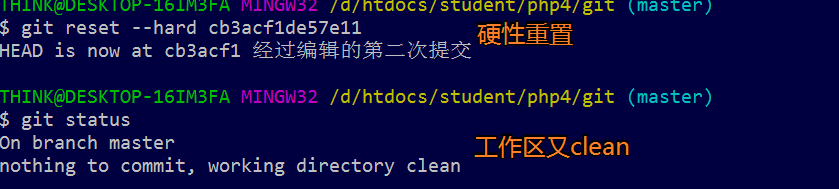 THINK@DESKTOP-16IM3FA MINGW32 /d/htdocs/student/php4/git (master)
$ git reset --hard cb3acf1de57e11
硬性重置
HEAD is now at cb3acf1 经过编辑的第二次提交
THINK@DESKTOP-16IM3FA MINGW32 /d/htdocs/student/php4/git (master)
$ git status
On branch master
工作区又clean
nothing to commit, working directory clean